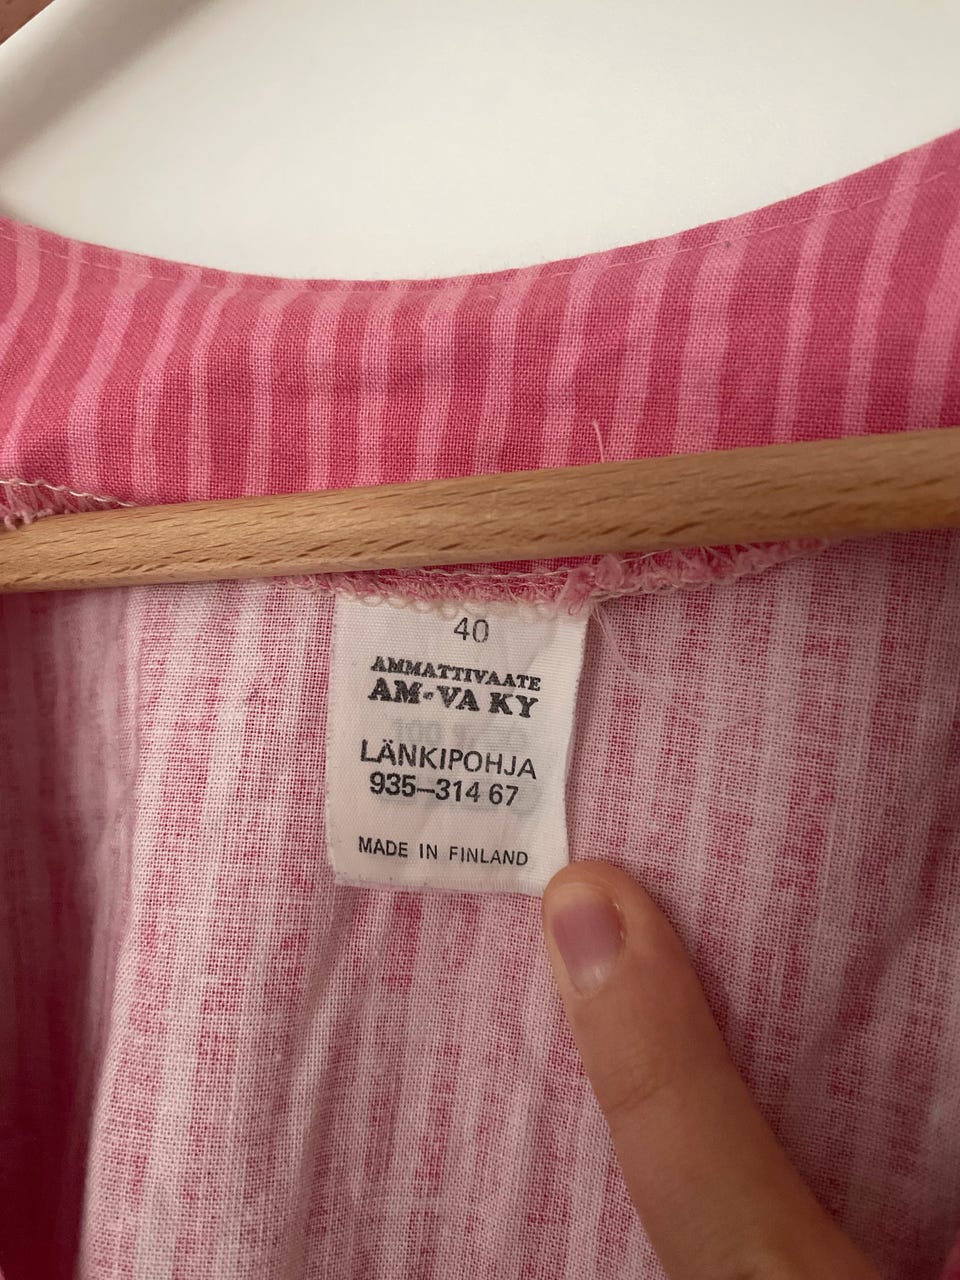 40
AMMATTIVAATE
AM-VA KY
LÄNKIPOHJA
935–314 67
MADE IN FINLAND